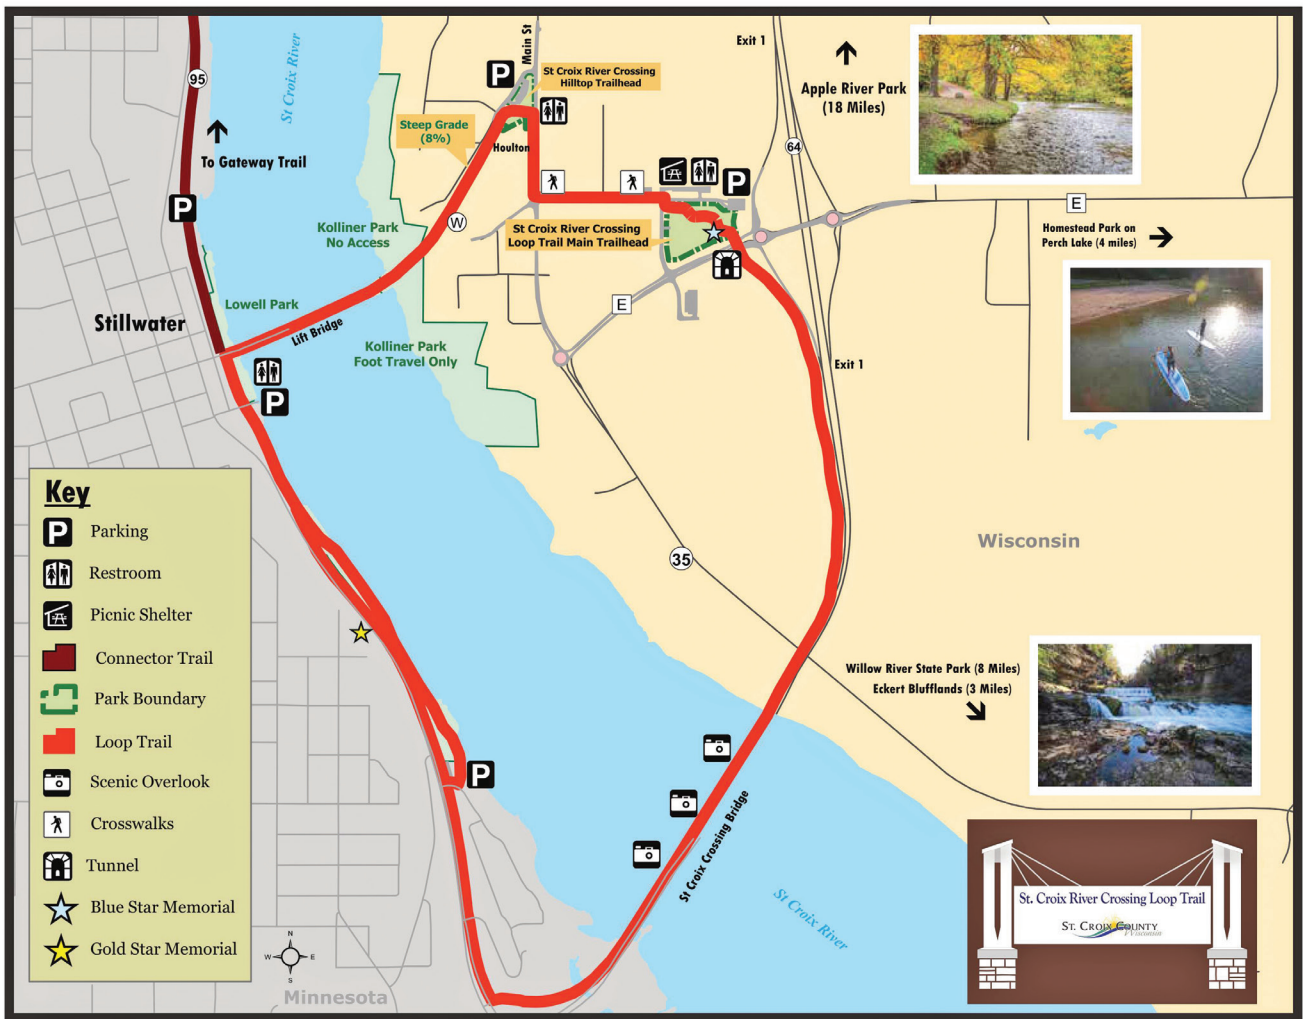 Main St
Exit 1
95
St Croix River
P
St Croix River Crossing
Hilltop Trailhead
Apple River Park
(18 Miles)
Steep Grade
(8%)
To Gateway Trail
Houlton
64
P
P
E
W
Kolliner Park
No Access
St Croix River Crossing
Loop Trail Main Trailhead
Homestead Park on
Perch Lake (4 miles)
Lowell Park
E
Stillwater
Lift Bridge
Kolliner Park
Foot Travel Only
Exit 1
P
Key
P Parking
Restroom
Picnic Shelter
Connector Trail
Park Boundary
Loop Trail
Scenic Overlook
Crosswalks
Tunnel
Blue Star Memorial
Gold Star Memorial
Wisconsin
35
Willow River State Park (8 Miles)
Eckert Blufflands (3 Miles)
P
St Croix Crossing Bridge
St Croix River
St. Croix River Crossing Loop Trail
ST. CROIX COUNTY
Wisconsin
N
W E
S
Minnesota